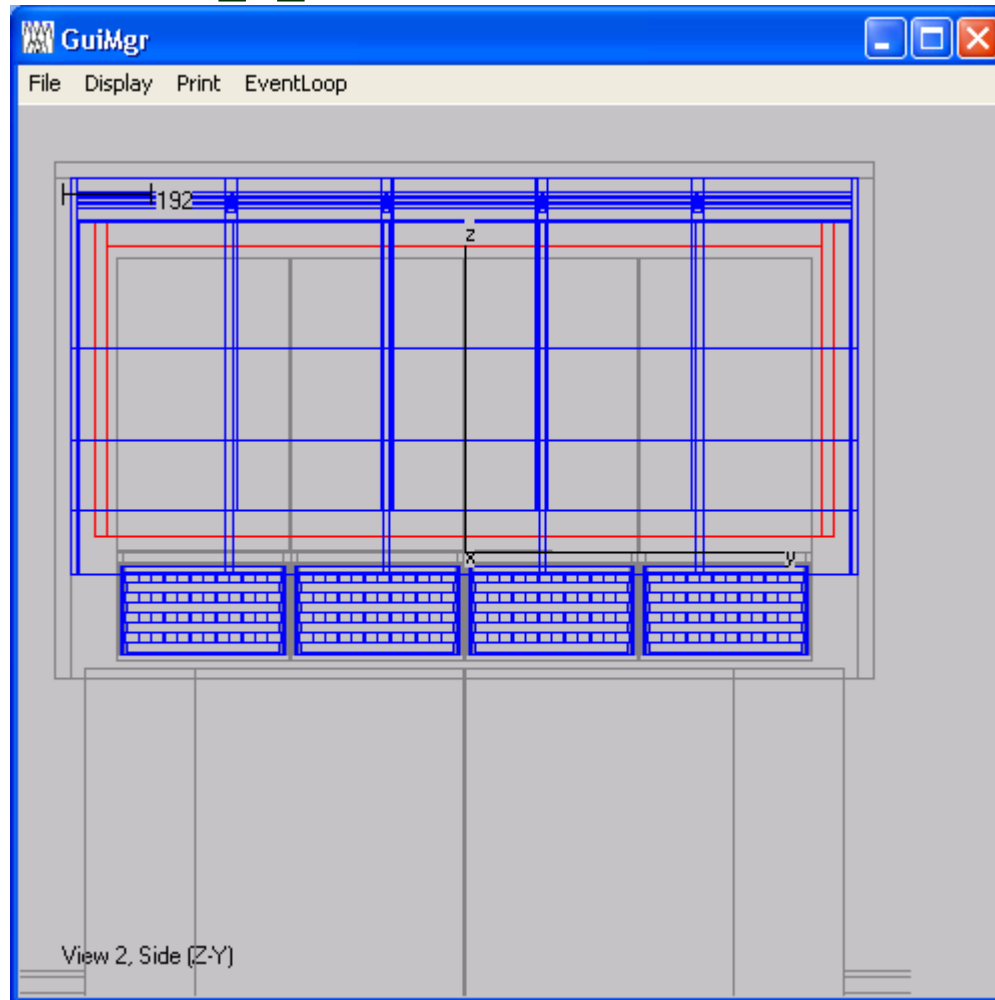 GuiMgr
File Display Print EventLoop
192
z
x y
View 2, Side (Z-Y)